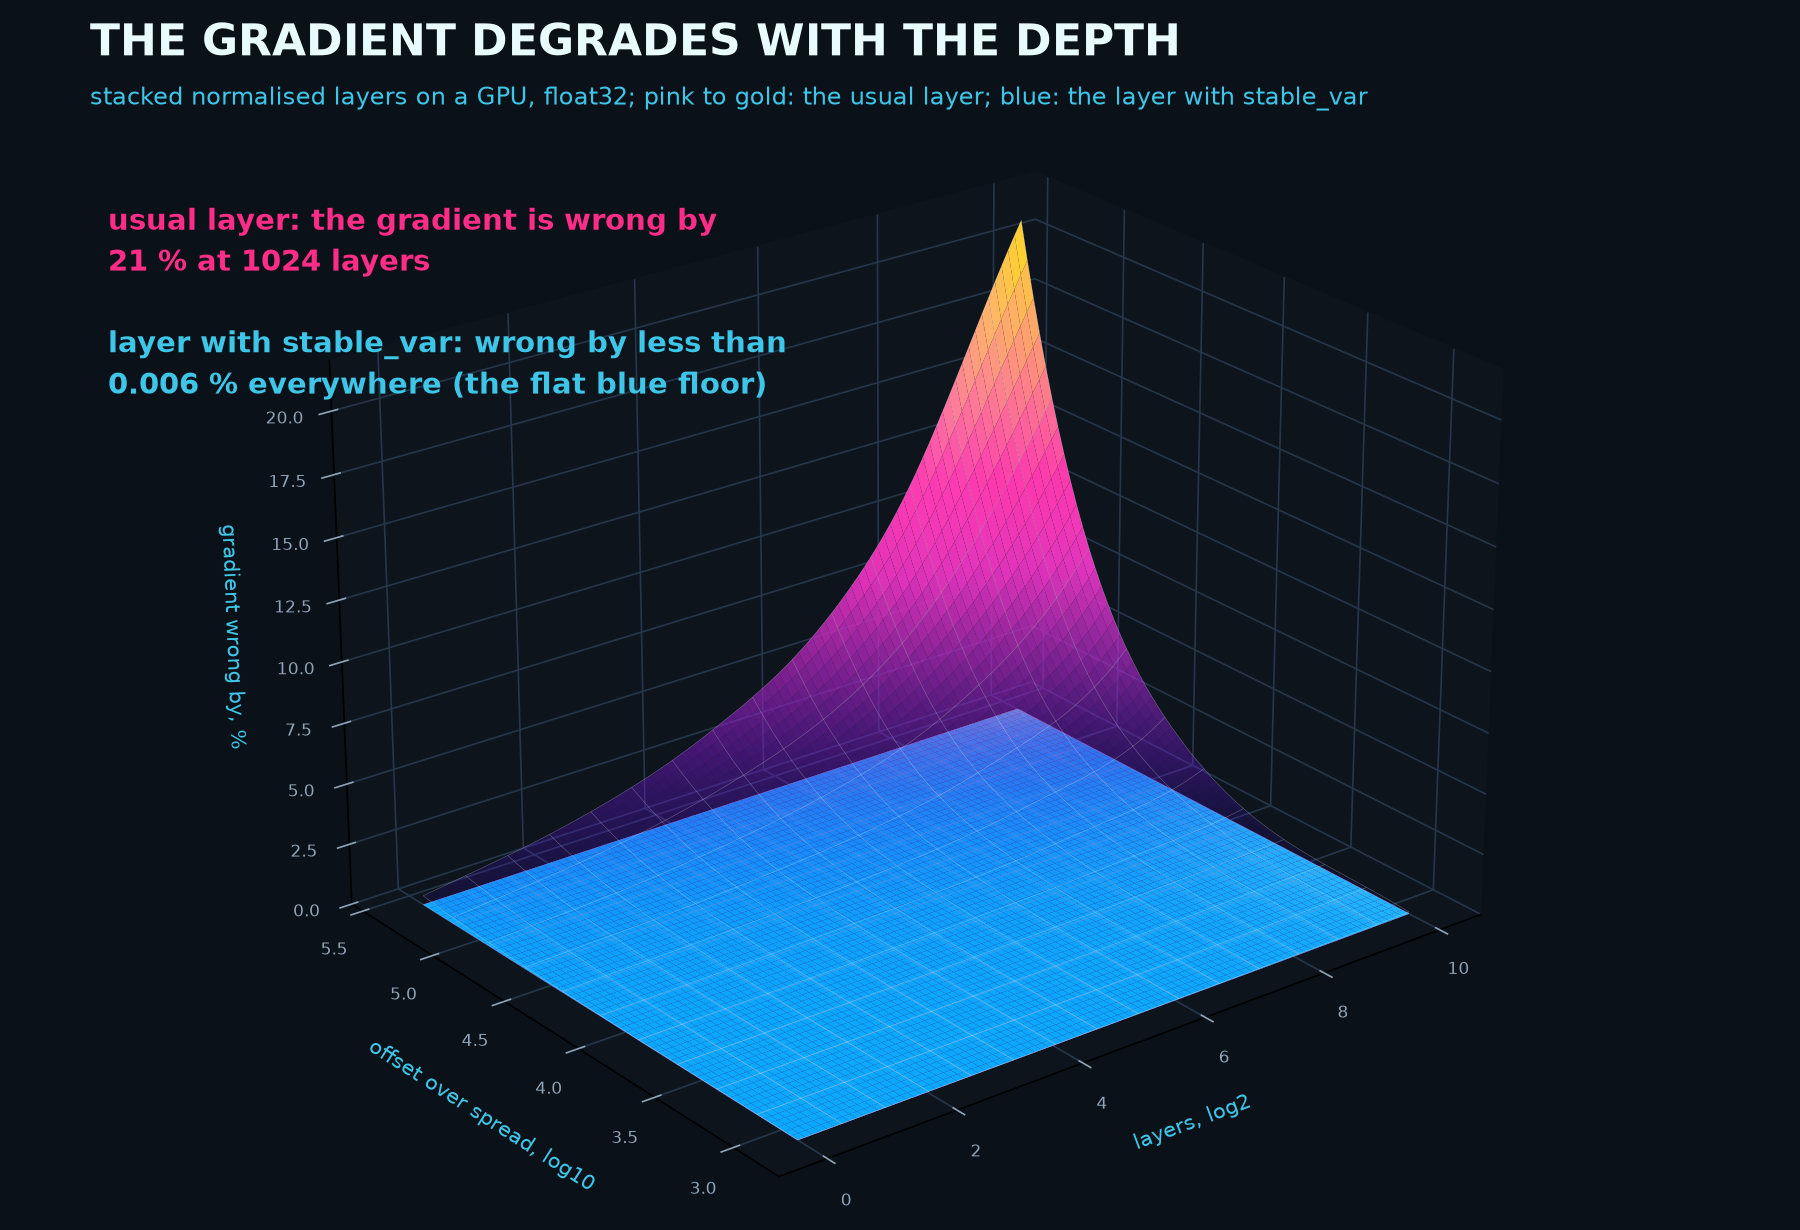 THE GRADIENT DEGRADES WITH THE DEPTH
stacked normalised layers on a GPU, float32; pink to gold: the usual layer; blue: the layer with stable_var
usual layer: the gradient is wrong by
21 % at 1024 layers
layer with stable_var: wrong by less than
0.006 % everywhere (the flat blue floor)
20.0
17.5
15.0
12.5
10.0
7.5
5.0
2.5
0.0
gradient wrong by, %
5.5
5.0
4.5
4.0
3.5
3.0
offset over spread, log10
0
2
4
6
8
10
layers, log2